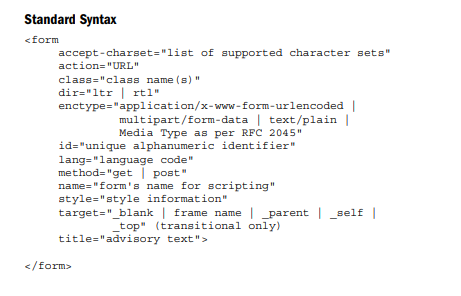 Standard Syntax
<form
accept-charset="list of supported character sets"
action="URL"
class="class name(s)"
dir="ltr | rtl"
enctype="application/x-www-form-urlencoded |
multipart/form-data | text/plain |
Media Type as per RFC 2045"
id="unique alphanumeric identifier"
lang="language code"
method="get | post"
name="form's name for scripting"
style="style information"
target="_blank | frame name | _parent | _self |
_top" (transitional only)
title="advisory text">
</form>